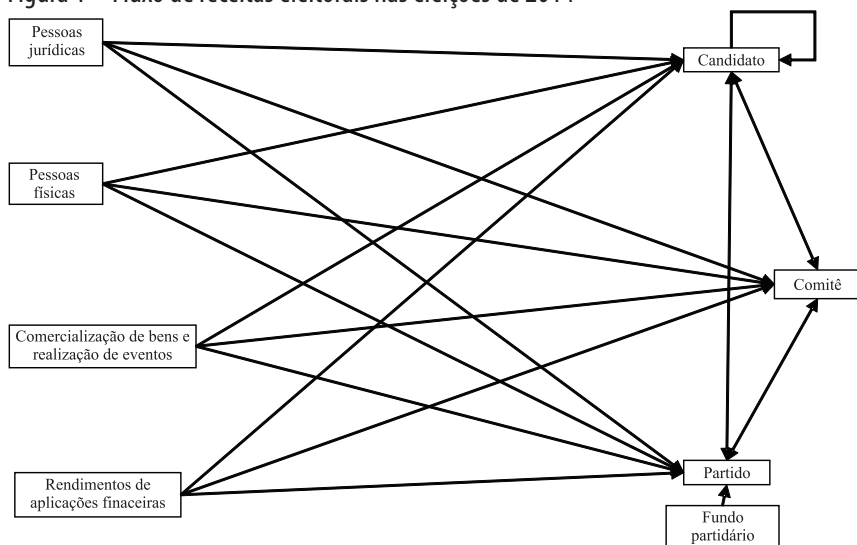 Pessoas
jurídicas
Candidato
Pessoas
físicas
Comitê
Comercialização de bens e
realização de eventos
Rendimentos de
aplicações finaceiras
Partido
Fundo
partidário